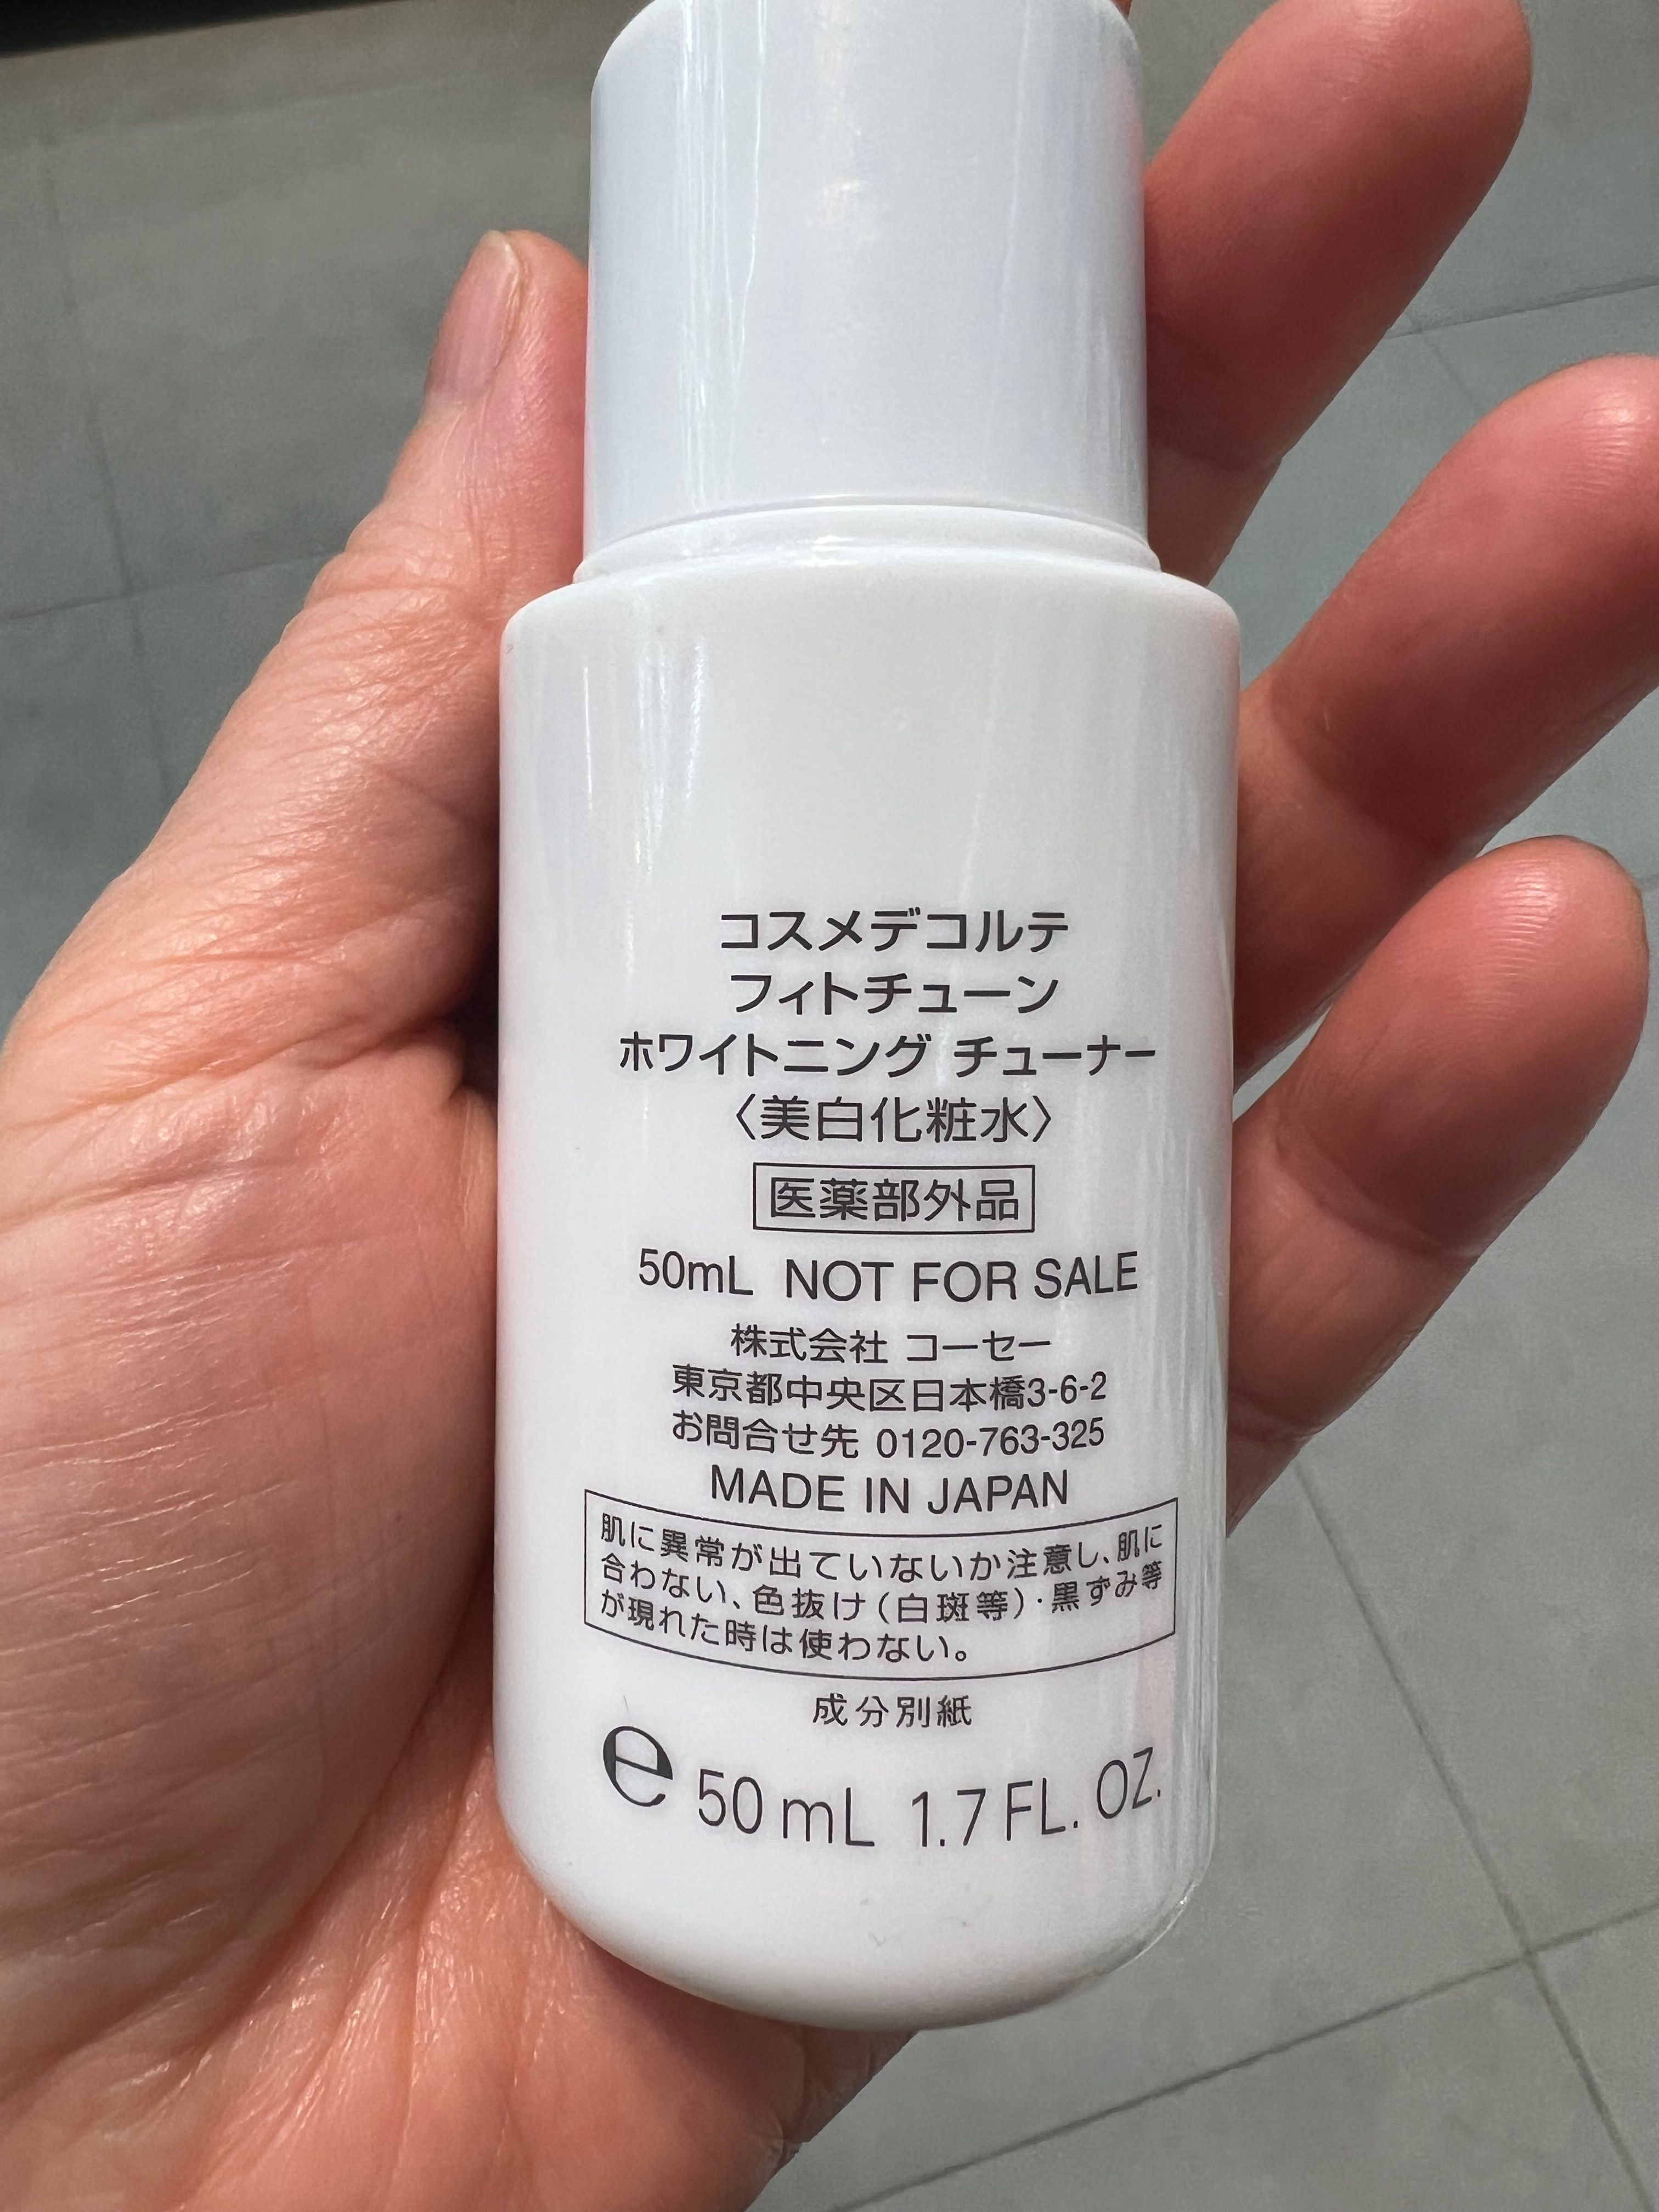 コスメデコルテ
フィトチューン
ホワイトニング チューナー
〈美白化粧水〉
医薬部外品
50mL NOT FOR SALE
株式会社 コーセー
東京都中央区日本橋3-6-2
お問合せ先 0120-763-325
MADE IN JAPAN
肌に異常が出ていないか注意し、肌に
合わない、色抜け(白斑等)・黒ずみ等
が現れた時は使わない。
成分別紙
e 50 mL 1.7 FL. OZ.